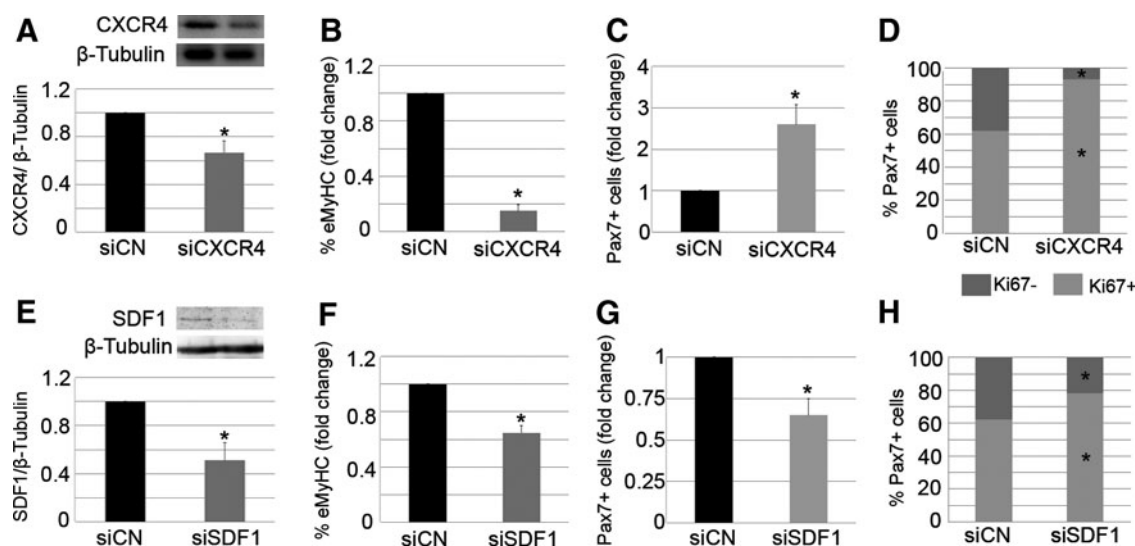 A
CXCR4
β-Tubulin
CXCR4/ β-Tubulin
1.2
0.8
0.4
0
*
siCN siCXCR4
B
% eMyHC (fold change)
1.2
0.8
0.4
0
*
siCN siCXCR4
C
Pax7+ cells (fold change)
4
3
2
1
0
*
siCN siCXCR4
D
% Pax7+ cells
100
80
60
40
20
0
*
*
siCN siCXCR4
Ki67- Ki67+
E
SDF1
β-Tubulin
SDF1/β-Tubulin
1.2
0.8
0.4
0
*
siCN siSDF1
F
% eMyHC (fold change)
1.2
0.8
0.4
0
*
siCN siSDF1
G
Pax7+ cells (fold change)
1
0.75
0.5
0.25
0
*
siCN siSDF1
H
% Pax7+ cells
100
80
60
40
20
0
*
*
siCN siSDF1